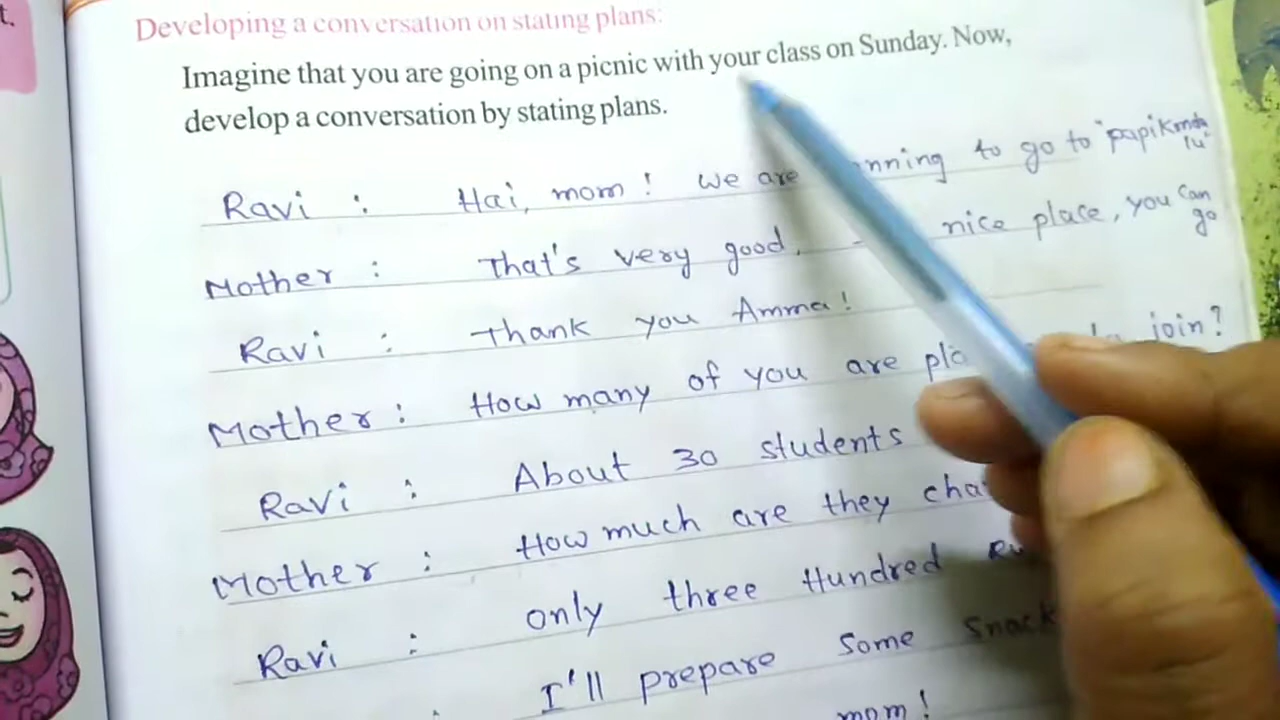 t.
Developing a conversation on stating plans:
Imagine that you are going on a picnic with your class on Sunday. Now,
develop a conversation by stating plans.
Ravi : Hai, mom! We are nning to go to "papikondalu"
Mother : That's very good, nice place, you can go
Ravi : Thank you Amma!
Mother : How many of you are pla join?
Ravi : About 30 students
Mother : How much are they cha
Ravi : only three Hundred Ru
: I'll prepare some snack
mom!